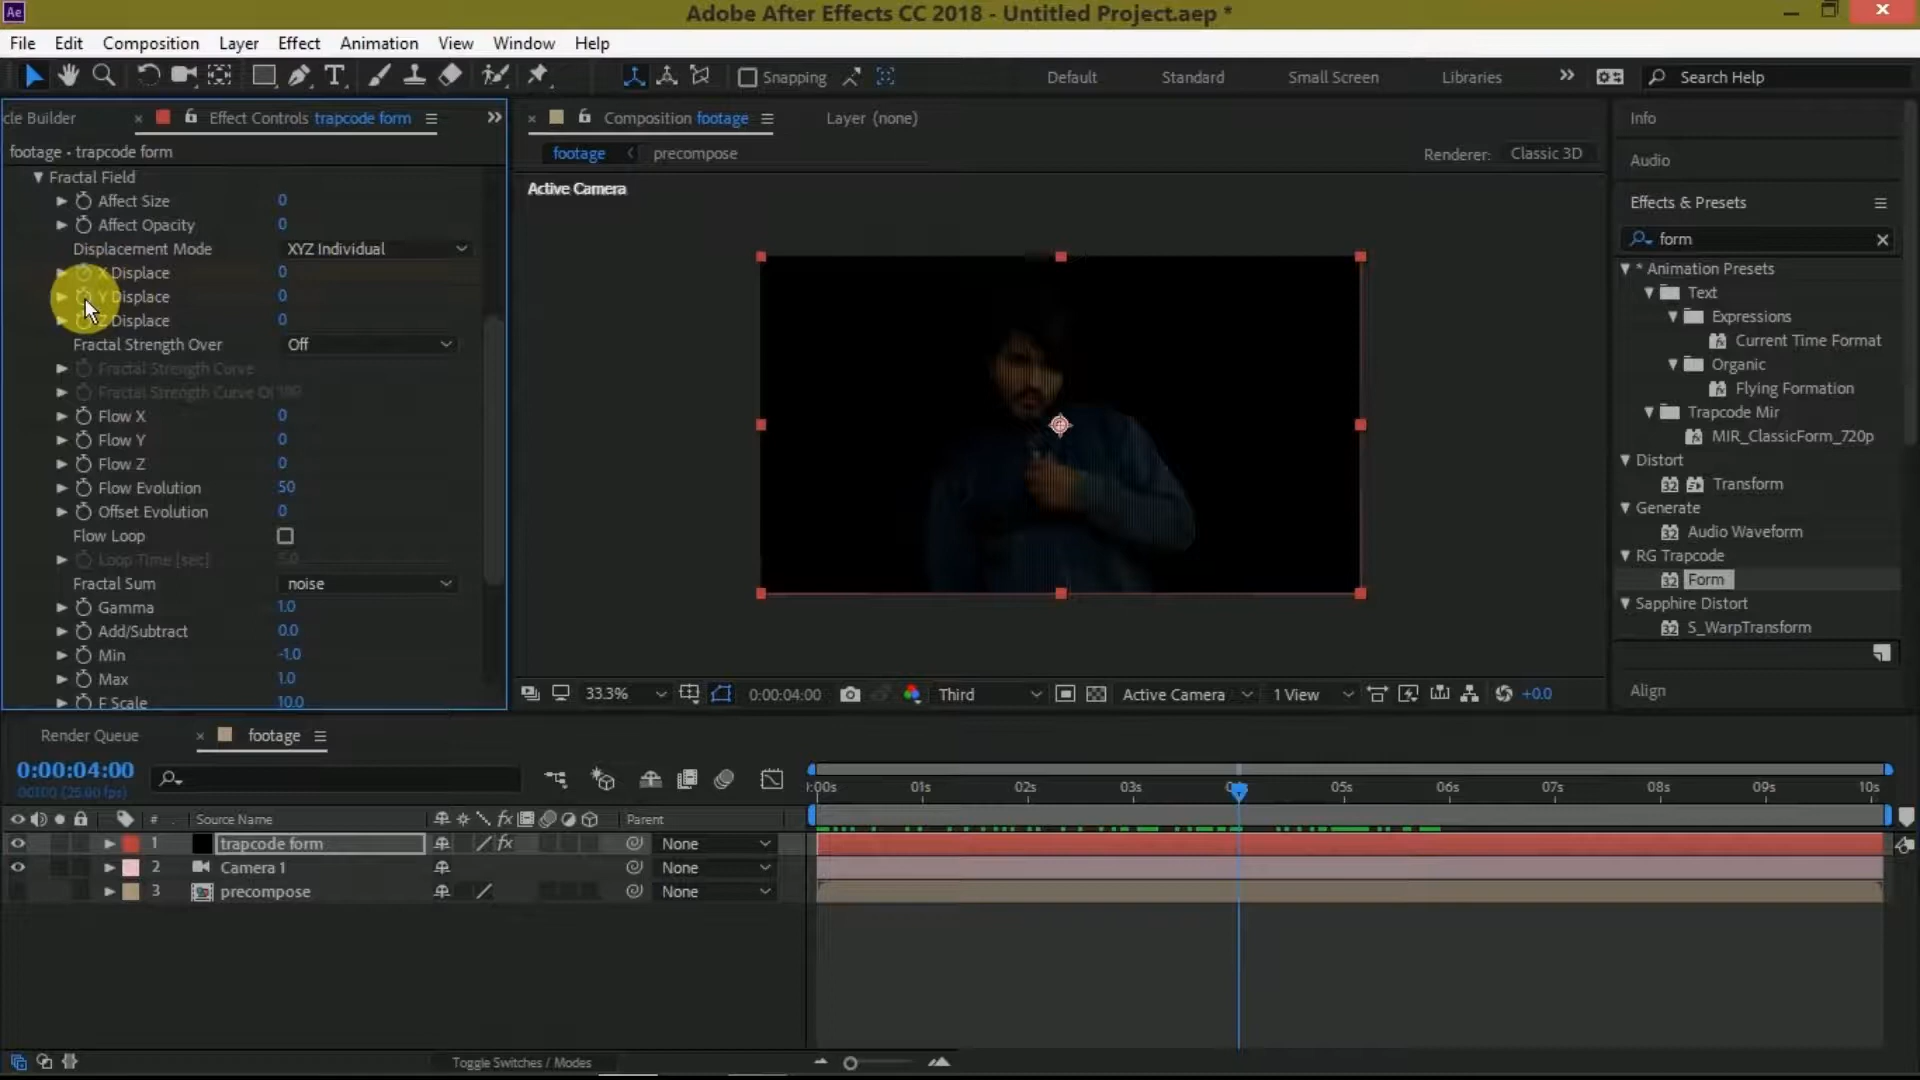 Ae
Adobe After Effects CC 2018 - Untitled Project.aep *
File Edit Composition Layer Effect Animation View Window Help
T Snapping Default Standard Small Screen Libraries Search Help
cle Builder
Effect Controls trapcode form
footage • trapcode form
Fractal Field
Affect Size 0
Affect Opacity 0
Displacement Mode XYZ Individual
X Displace 0
Y Displace 0
Z Displace 0
Fractal Strength Over Off
Fractal Strength Curve
Fractal Strength Curve
Flow X 0
Flow Y 0
Flow Z 0
Flow Evolution 50
Offset Evolution 0
Flow Loop
Loop Time [sec] 5.0
Fractal Sum noise
Gamma 1.0
Add/Subtract 0.0
Min -1.0
Max 1.0
F Scale 10.0
Composition footage
Layer (none)
footage precompose
Renderer: Classic 3D
Active Camera
33.3% 0:00:04:00 Third Active Camera 1 View +0.0
Info
Audio
Effects & Presets
form
* Animation Presets
Text
Expressions
Current Time Format
Organic
Flying Formation
Trapcode Mir
MIR_ClassicForm_720p
Distort
32 Transform
Generate
32 Audio Waveform
RG Trapcode
32 Form
Sapphire Distort
32 S_WarpTransform
Align
Render Queue
footage
0:00:04:00
00100 (25.00 fps)
:00s 01s 02s 03s 05s 06s 07s 08s 09s 10s
# Source Name fx Parent
1 trapcode form fx None
2 Camera 1 None
3 precompose None
Toggle Switches / Modes